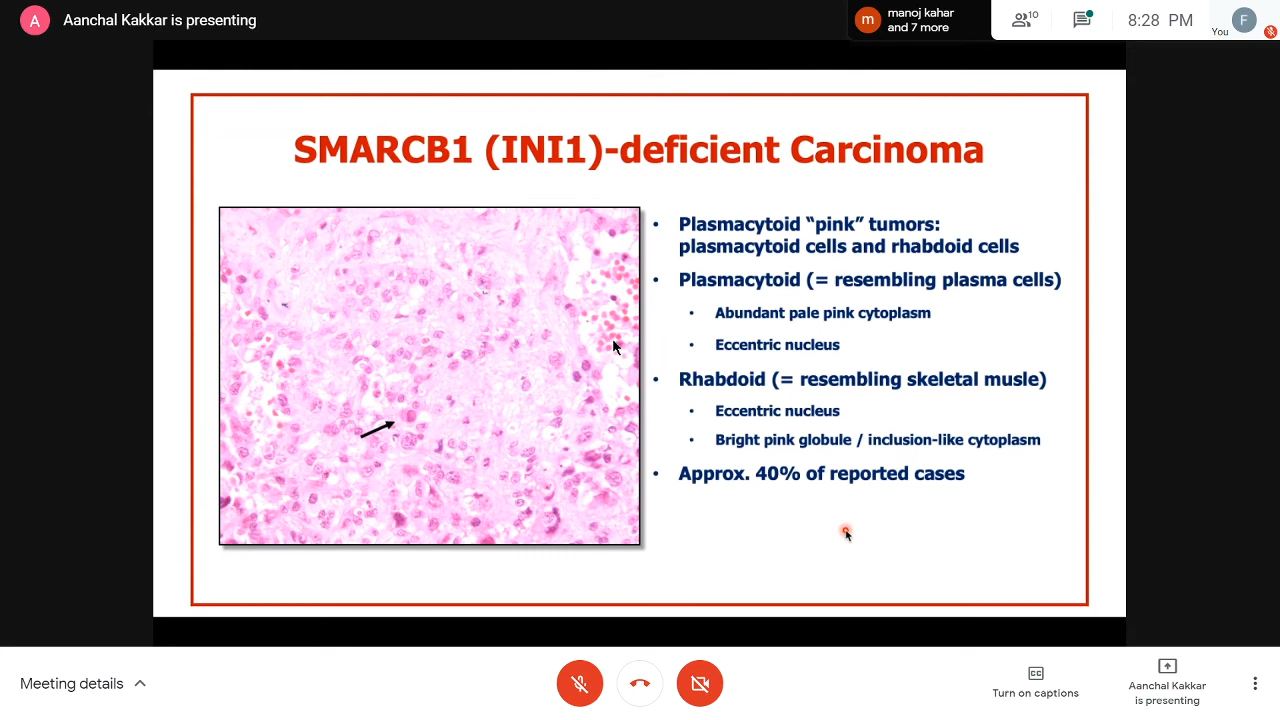 A
Aanchal Kakkar is presenting
m
manoj kahar
and 7 more
10
8:28 PM
You
F
SMARCB1 (INI1)-deficient Carcinoma
• Plasmacytoid “pink” tumors:
plasmacytoid cells and rhabdoid cells
• Plasmacytoid (= resembling plasma cells)
• Abundant pale pink cytoplasm
• Eccentric nucleus
• Rhabdoid (= resembling skeletal musle)
• Eccentric nucleus
• Bright pink globule / inclusion-like cytoplasm
• Approx. 40% of reported cases
Meeting details
CC
Turn on captions
Aanchal Kakkar
is presenting